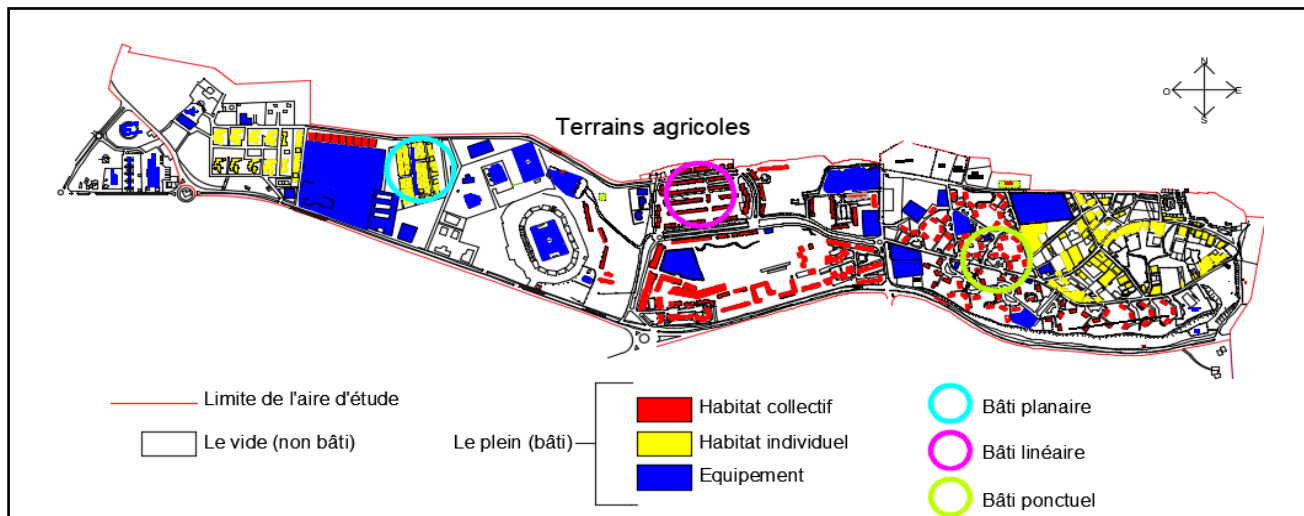 N
O
E
S
Terrains agricoles
Limite de l'aire d'étude
Le vide (non bâti)
Le plein (bâti)
Habitat collectif
Habitat individuel
Equipement
Bâti planaire
Bâti linéaire
Bâti ponctuel